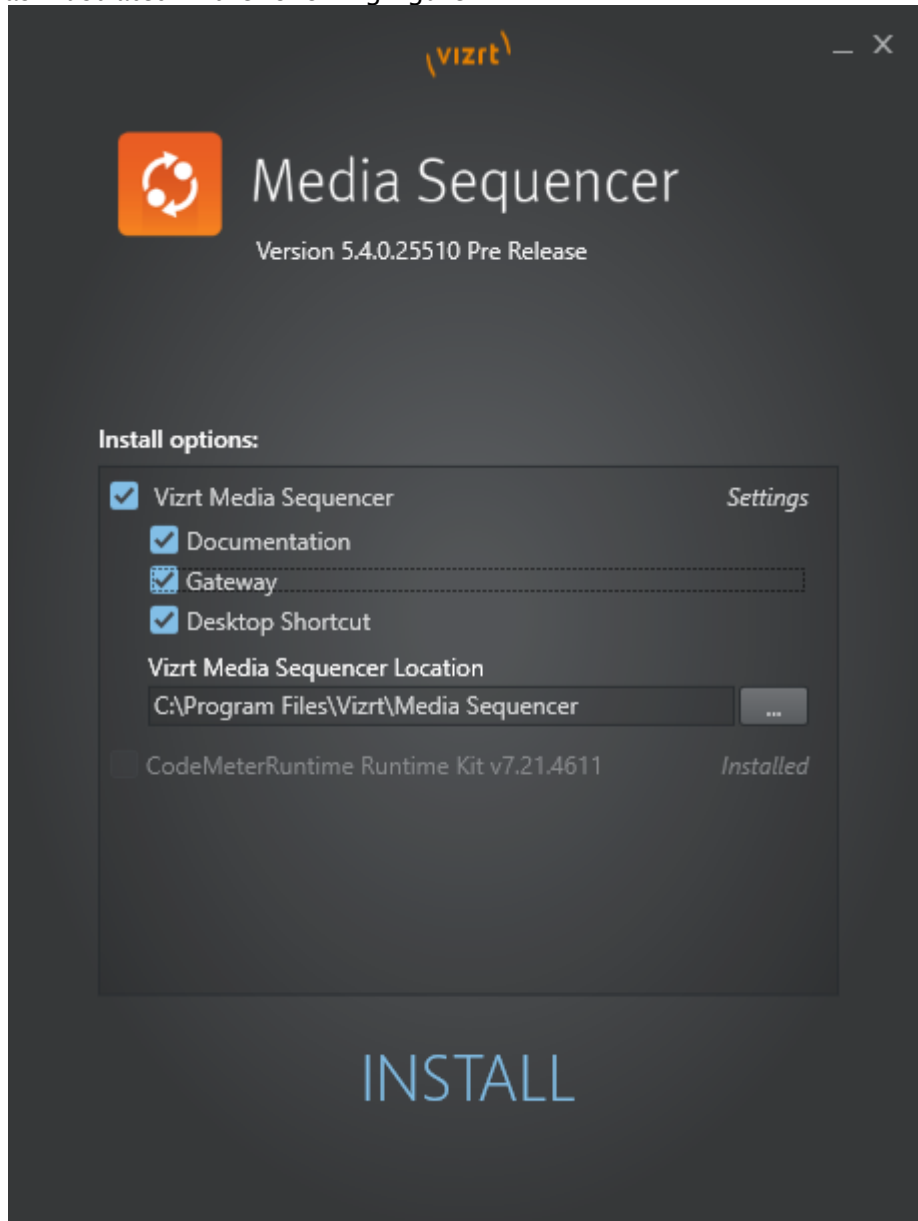 vizrt
Media Sequencer
Version 5.4.0.25510 Pre Release
Install options:
Vizrt Media Sequencer Settings
Documentation
Gateway
Desktop Shortcut
Vizrt Media Sequencer Location
C:\Program Files\Vizrt\Media Sequencer ...
CodeMeterRuntime Runtime Kit v7.21.4611 Installed
INSTALL